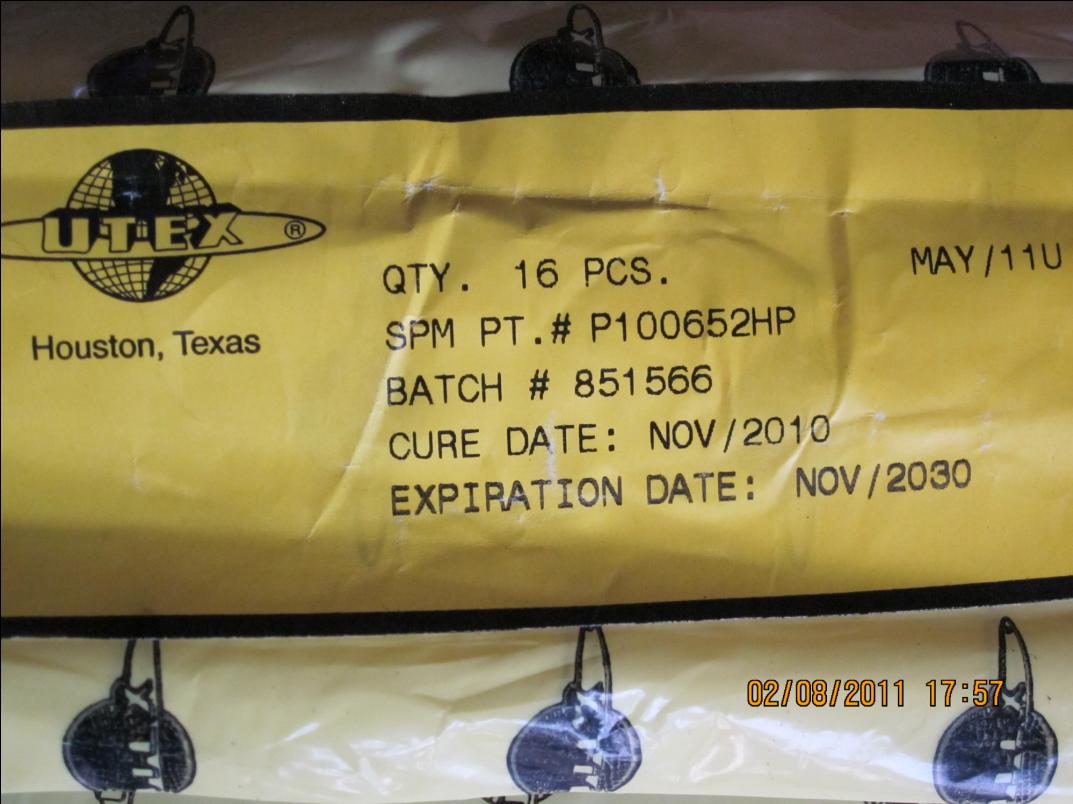 UTEX ®
Houston, Texas
MAY/11U
QTY. 16 PCS.
SPM PT.# P100652HP
BATCH # 851566
CURE DATE: NOV/2010
EXPIRATION DATE: NOV/2030
02/08/2011 17:57